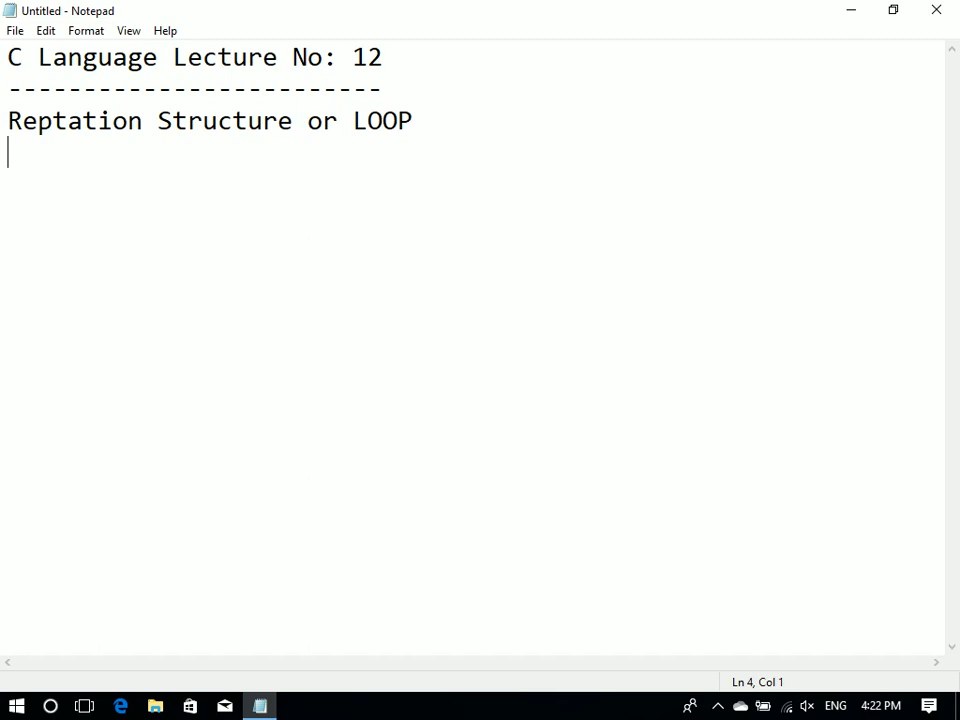 Untitled - Notepad
File Edit Format View Help
C Language Lecture No: 12
-------------------------
Reptation Structure or LOOP
Ln 4, Col 1
ENG 4:22 PM